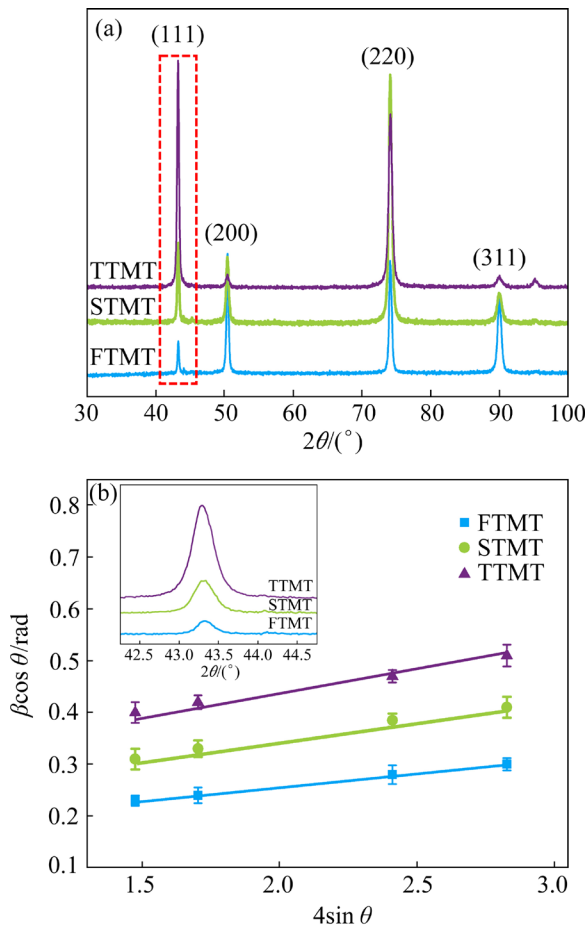 (a)
(111)
(220)
(200)
(311)
TTMT
STMT
FTMT
30 40 50 60 70 80 90 100
2θ/(˚)
(b)
0.8
0.7
0.6
0.5
0.4
0.3
0.2
0.1
βcos θ/rad
TTMT
STMT
FTMT
42.5 43.0 43.5 44.0 44.5
2θ/(˚)
FTMT
STMT
TTMT
1.5 2.0 2.5 3.0
4sin θ